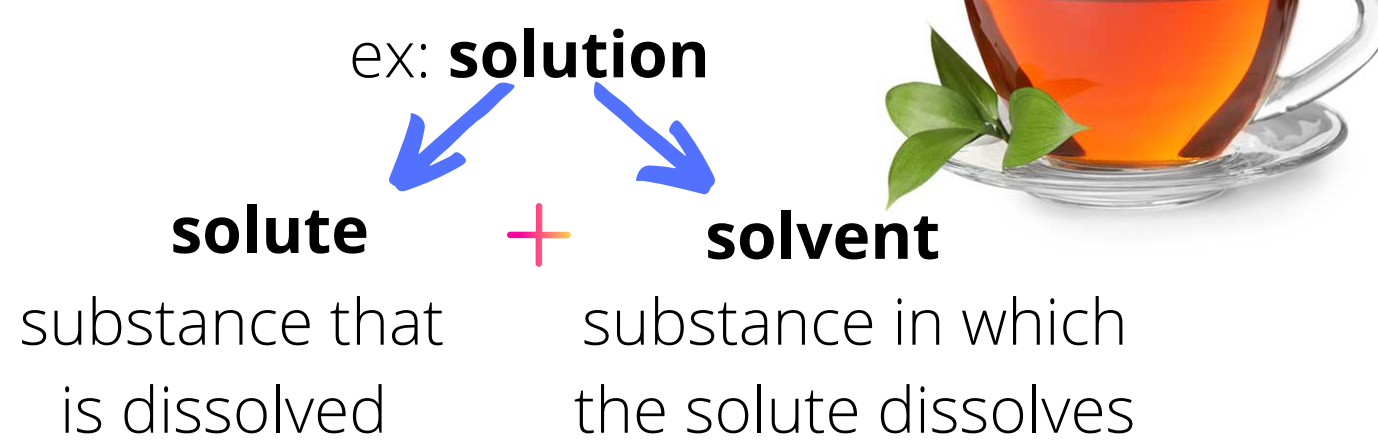 ex: solution
solute + solvent
substance that
is dissolved
substance in which
the solute dissolves